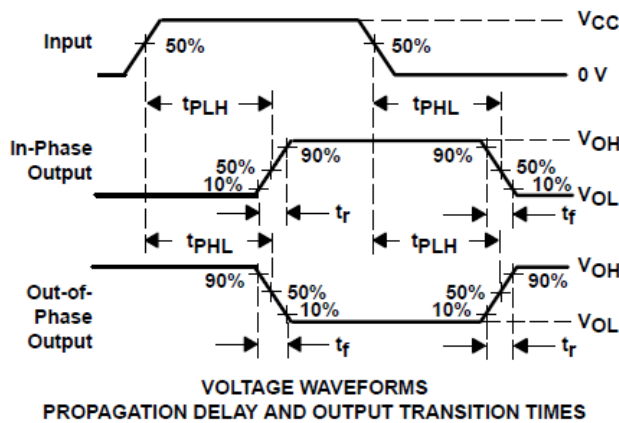 VCC
Input
50%
50%
0 V
tPLH
tPHL
In-Phase
Output
90%
90%
VOH
50%
10%
50%
10%
VOL
tr
tf
tPHL
tPLH
Out-of-
Phase
Output
90%
90%
VOH
50%
10%
50%
10%
VOL
tf
tr
VOLTAGE WAVEFORMS
PROPAGATION DELAY AND OUTPUT TRANSITION TIMES